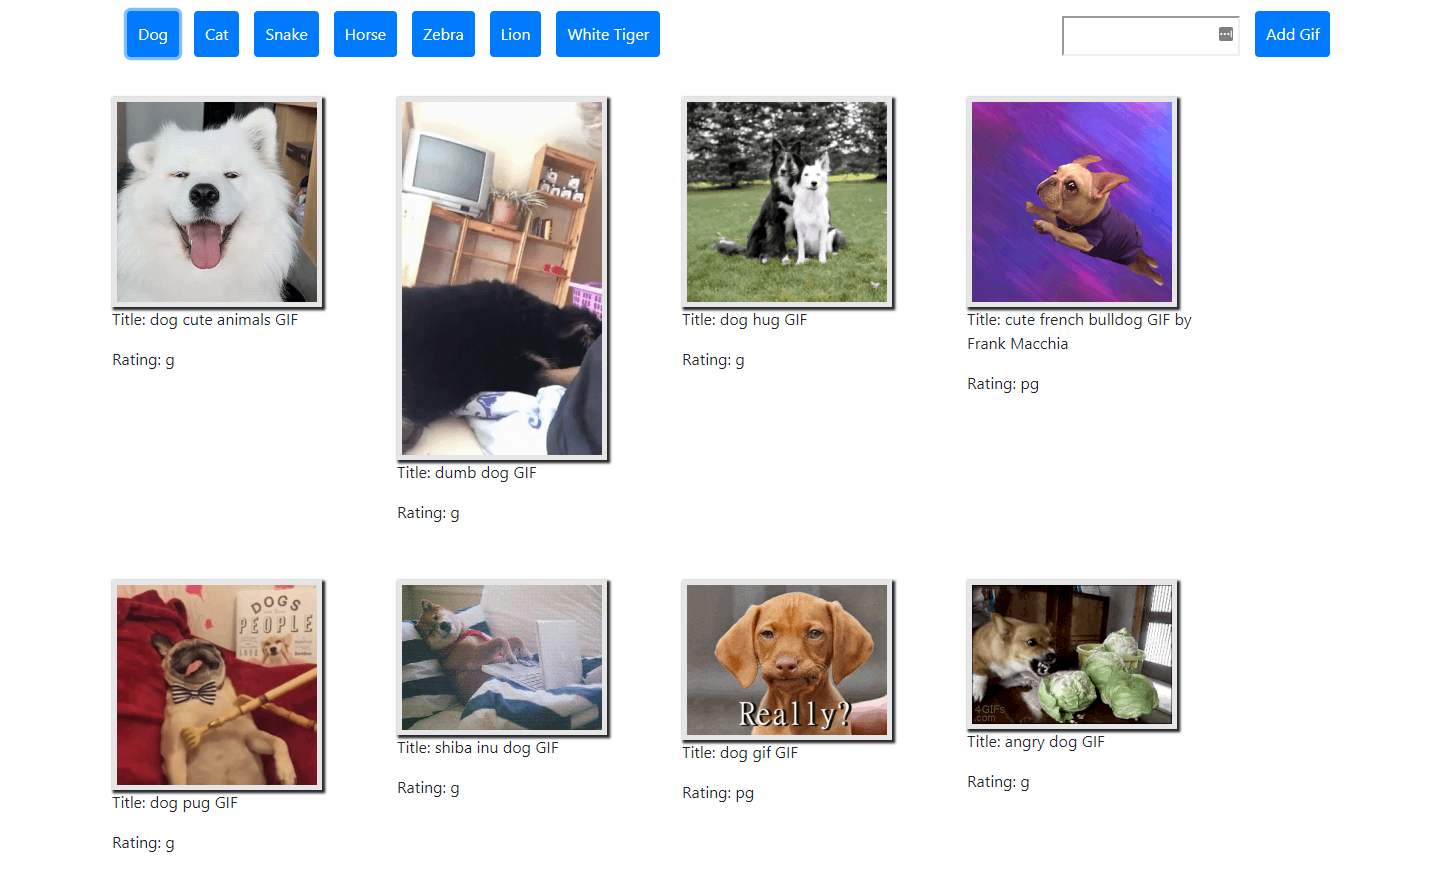 Dog Cat Snake Horse Zebra Lion White Tiger Add Gif
Title: dog cute animals GIF
Rating: g
Title: dumb dog GIF
Rating: g
Title: dog hug GIF
Rating: g
Title: cute french bulldog GIF by
Frank Macchia
Rating: pg
DOGS
PEOPLE
Title: dog pug GIF
Rating: g
Title: shiba inu dog GIF
Rating: g
Really?
Title: dog gif GIF
Rating: pg
4GIFs
.com
Title: angry dog GIF
Rating: g